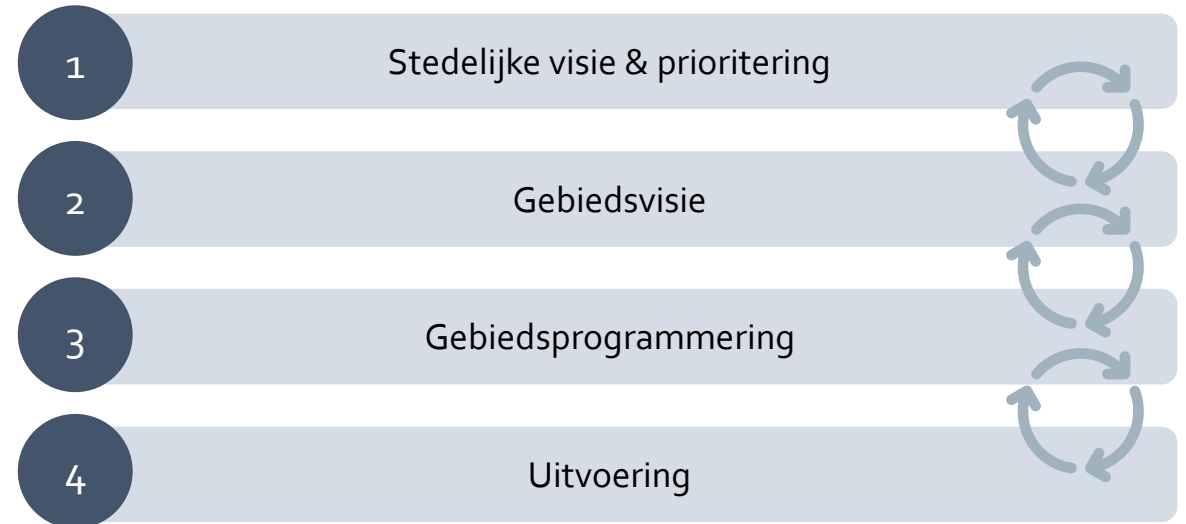 1
Stedelijke visie & prioritering
2
Gebiedsvisie
3
Gebiedsprogrammering
4
Uitvoering